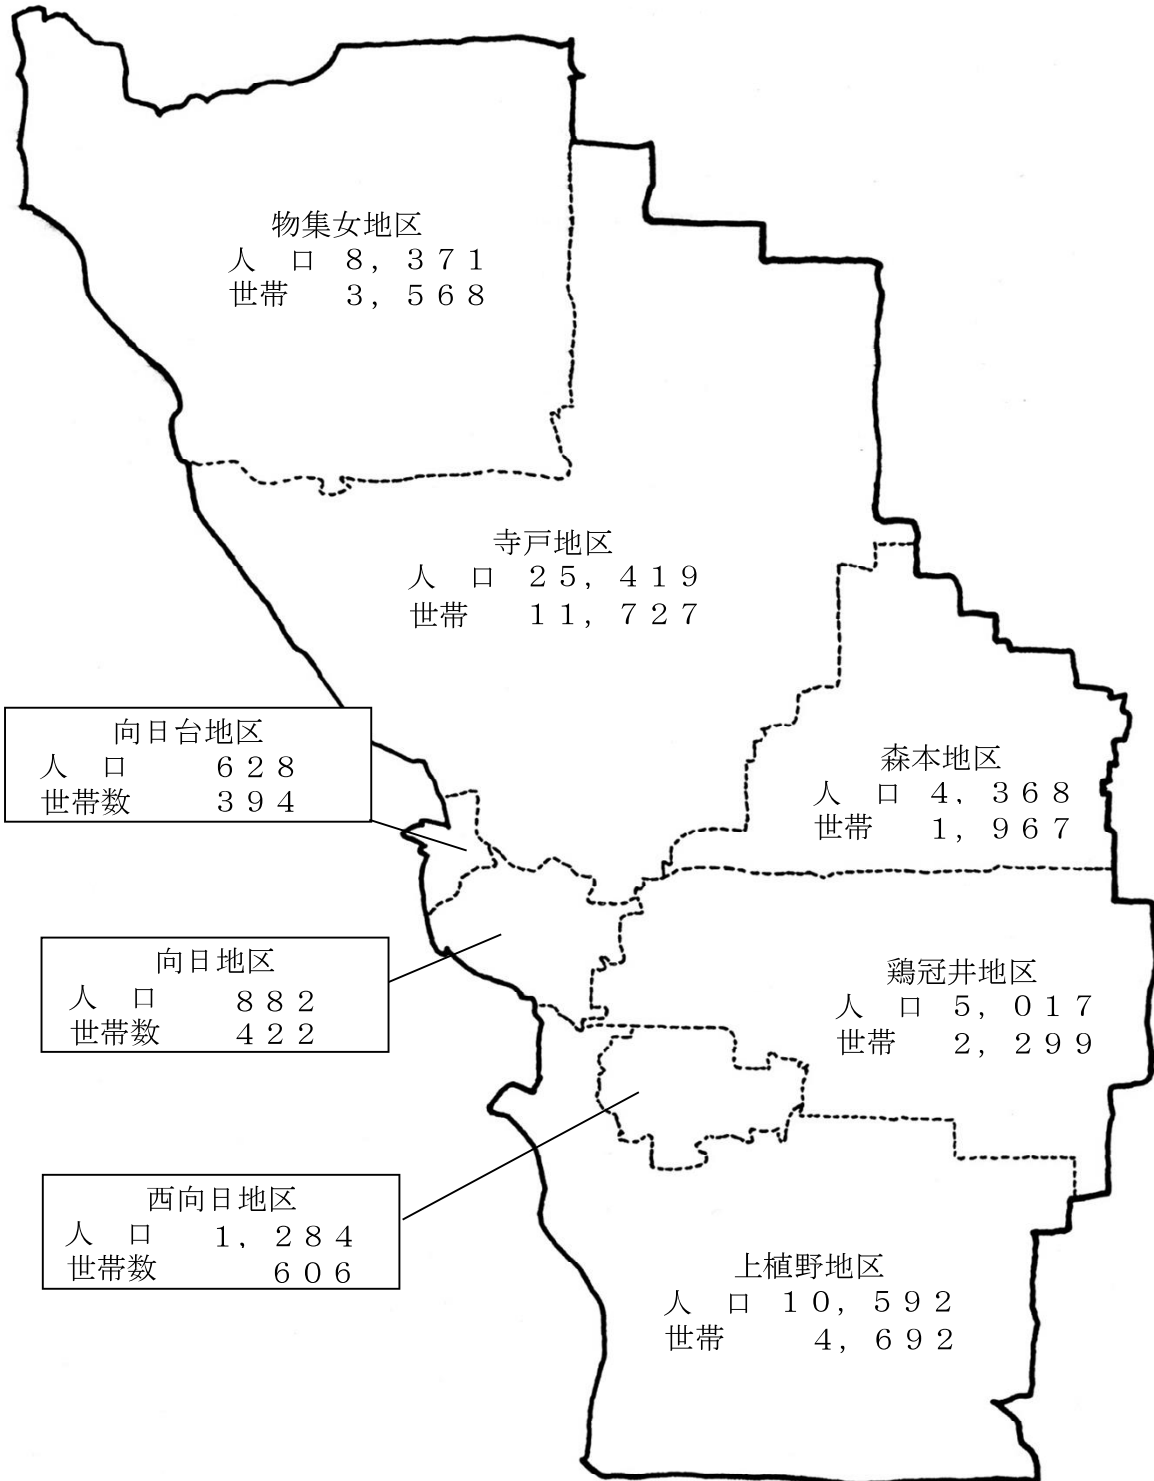 物集女地区
人　口 ８，３７１
世帯　 ３，５６８
寺戸地区
人　口 ２５，４１９
世帯　 １１，７２７
向日台地区
人　口　 ６２８
世帯数　 ３９４
森本地区
人　口 ４，３６８
世帯　 １，９６７
向日地区
人　口　 ８８２
世帯数　 ４２２
鶏冠井地区
人　口 ５，０１７
世帯　 ２，２９９
西向日地区
人　口　 １，２８４
世帯数　 ６０６
上植野地区
人　口 １０，５９２
世帯　 ４，６９２